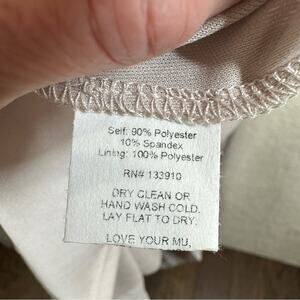 Self: 90% Polyester
10% Spandex
Lining: 100% Polyester
RN# 133910
DRY CLEAN OR
HAND WASH COLD.
LAY FLAT TO DRY.
LOVE YOUR MU.